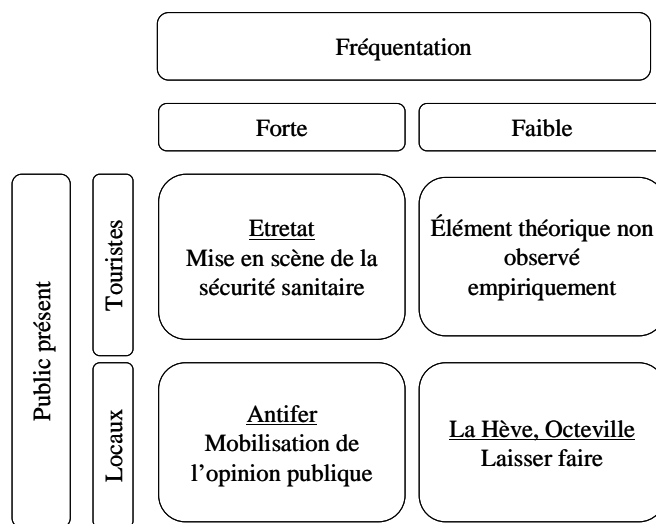 Fréquentation
Forte
Faible
Public présent
Touristes
Etretat
Mise en scène de la
sécurité sanitaire
Élément théorique non
observé
empiriquement
Locaux
Antifer
Mobilisation de
l’opinion publique
La Hève, Octeville
Laisser faire